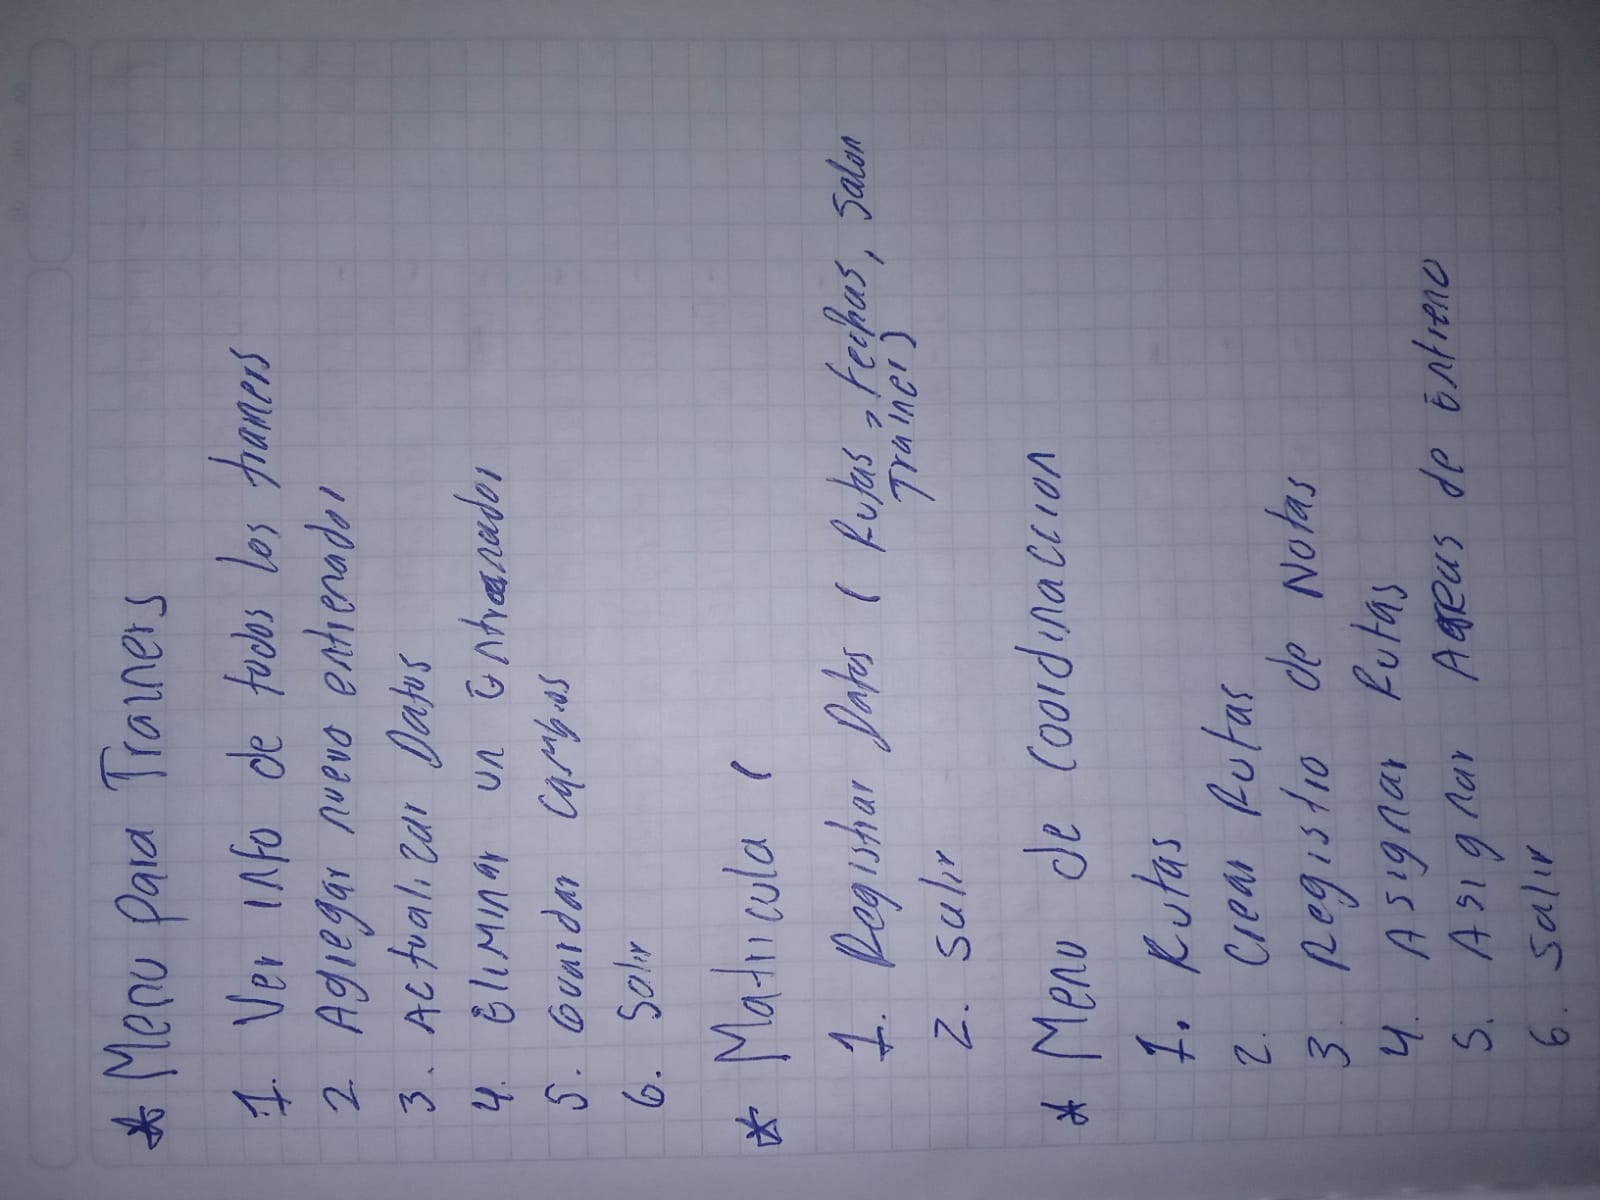 * Menu para Trainers
1. Ver info de todos los trainers
2 Agregar nuevo entrenador
3. Actualizar Datos
4. Eliminar un Entrenador
5. Guardar cambios
6. Salir
* Matricula (
1. Registrar Datos ( Rutas, Fechas, Salon
Trainer)
2. Salir
* Menu de Coordinaccion
1. Rutas
2. Crear Rutas
3. Registro de Notas
4. Asignar Rutas
5. Asignar Areas de Entreno
6. Salir